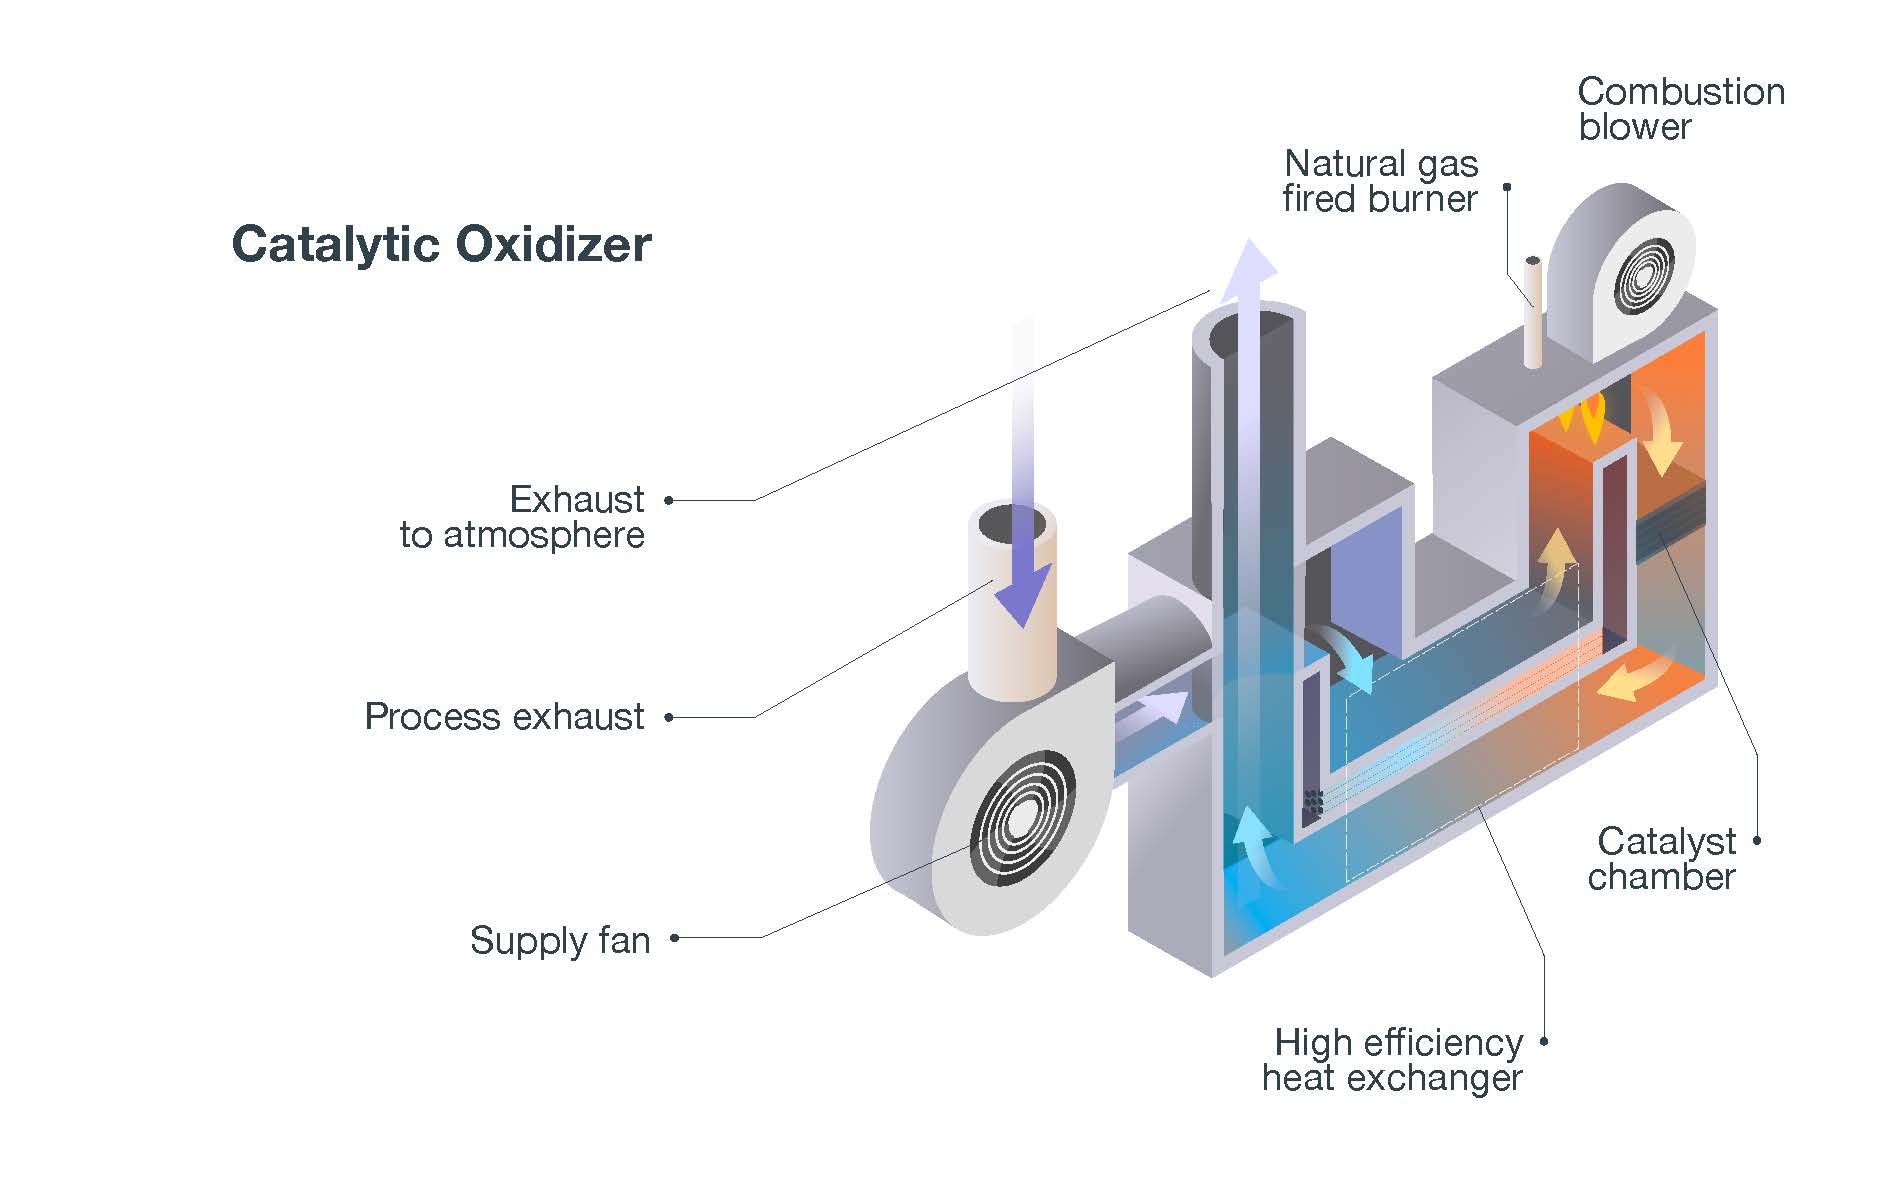 Combustion
blower
Natural gas
fired burner
Catalytic Oxidizer
Exhaust
to atmosphere
Process exhaust
Supply fan
Catalyst
chamber
High efficiency
heat exchanger